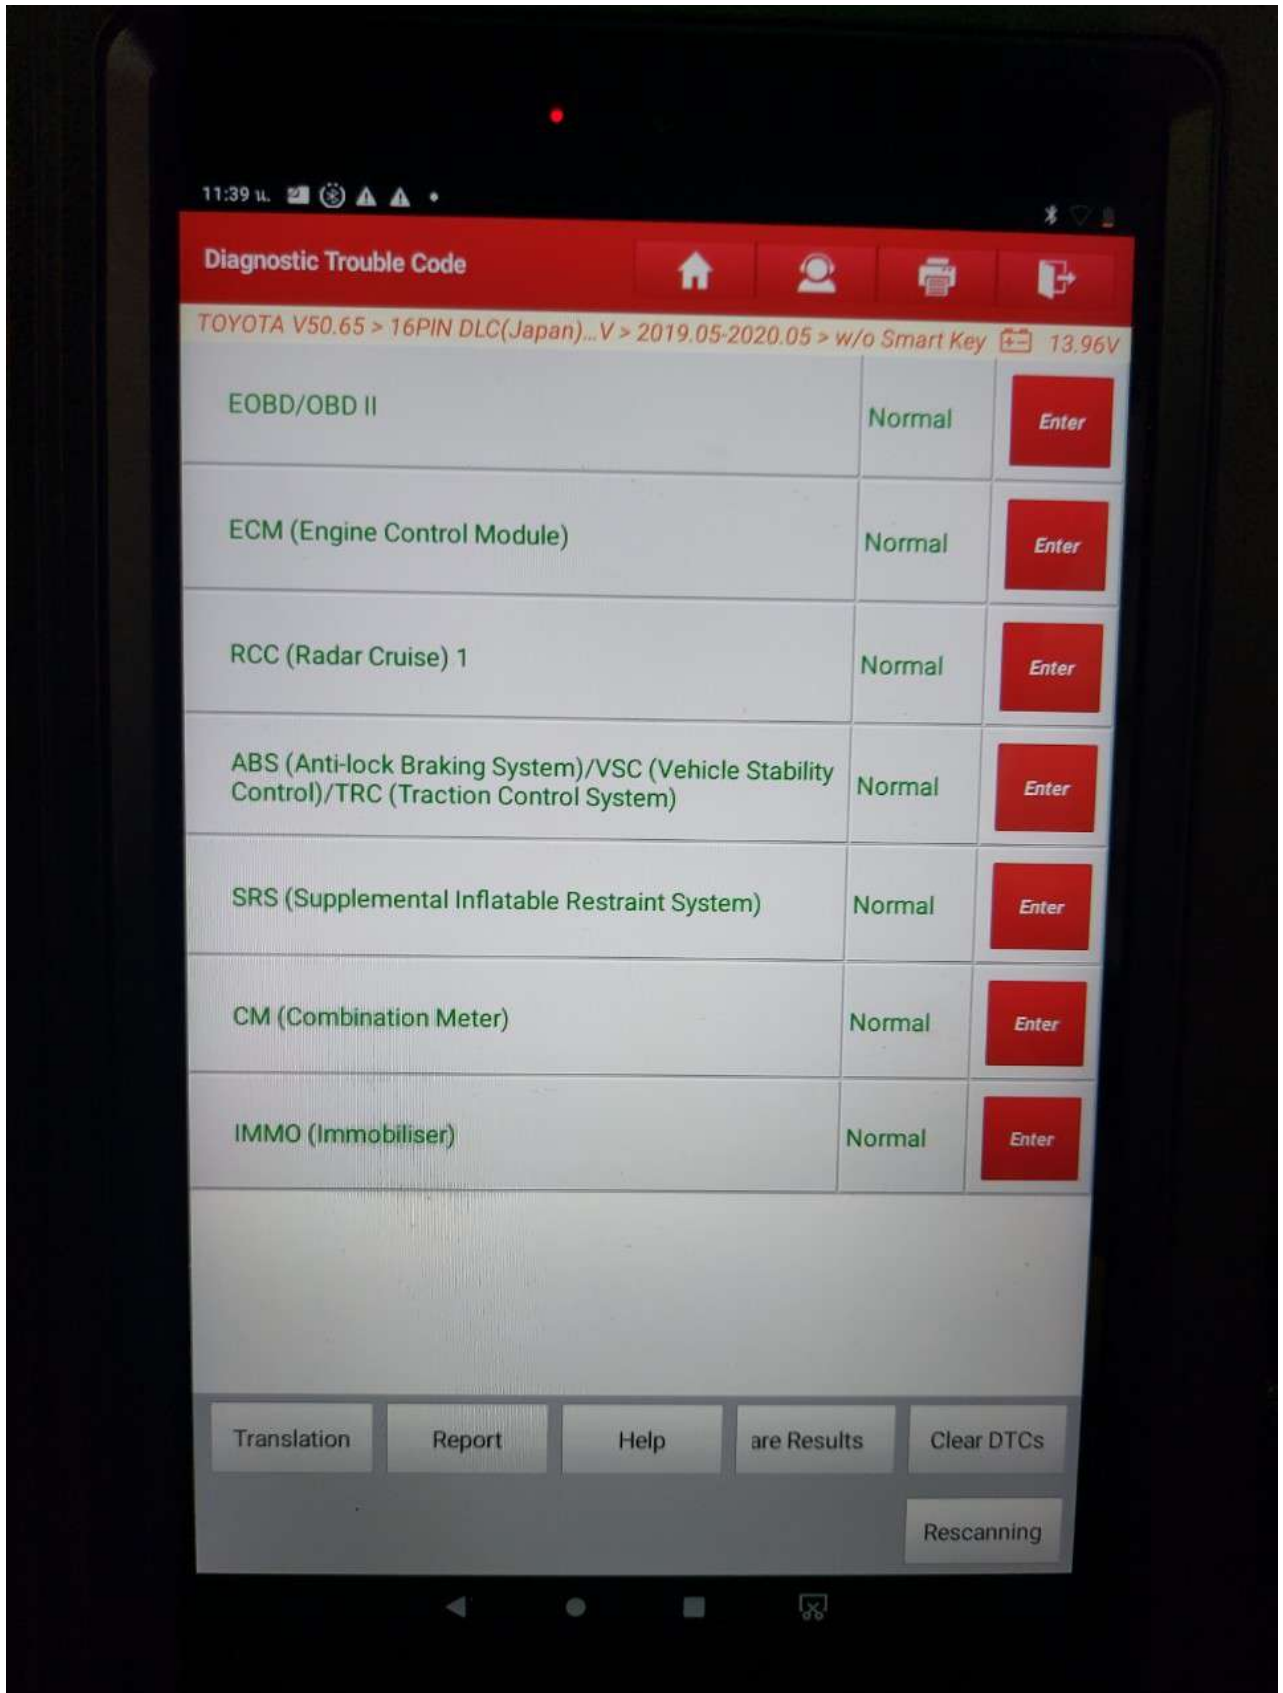 11:39 น.
Diagnostic Trouble Code
TOYOTA V50.65 > 16PIN DLC(Japan)...V > 2019.05-2020.05 > w/o Smart Key 13.96V
EOBD/OBD II Normal Enter
ECM (Engine Control Module) Normal Enter
RCC (Radar Cruise) 1 Normal Enter
ABS (Anti-lock Braking System)/VSC (Vehicle Stability
Control)/TRC (Traction Control System) Normal Enter
SRS (Supplemental Inflatable Restraint System) Normal Enter
CM (Combination Meter) Normal Enter
IMMO (Immobiliser) Normal Enter
Translation Report Help are Results Clear DTCs
Rescanning